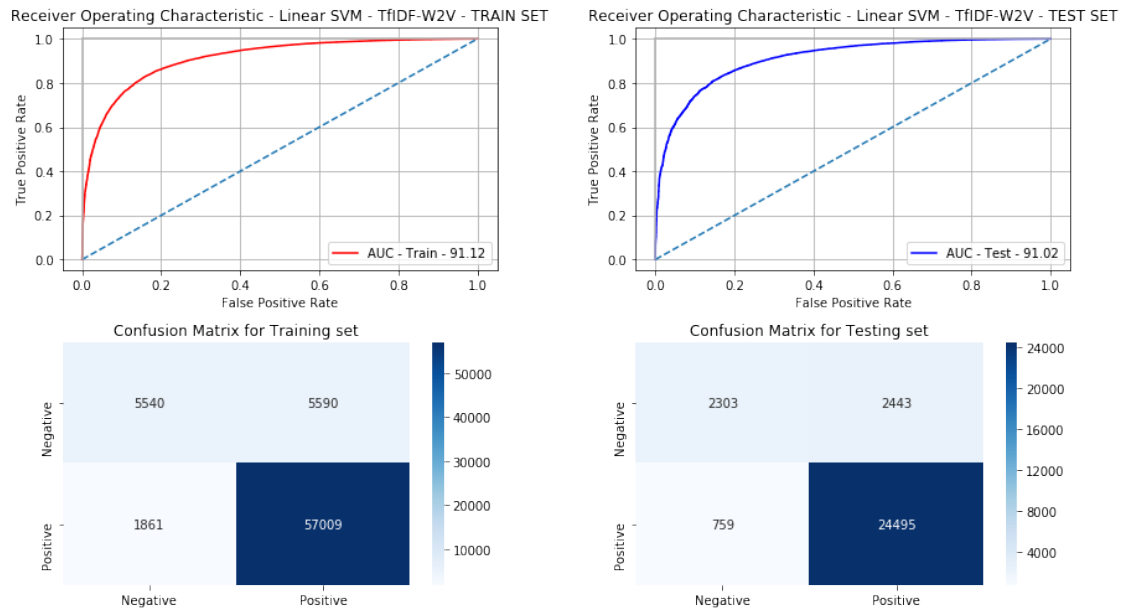 Receiver Operating Characteristic - Linear SVM - TfIDF-W2V - TRAIN SET
1.0
0.8
0.6
0.4
0.2
0.0
True Positive Rate
AUC - Train - 91.12
0.0 0.2 0.4 0.6 0.8 1.0
False Positive Rate
Receiver Operating Characteristic - Linear SVM - TfIDF-W2V - TEST SET
1.0
0.8
0.6
0.4
0.2
0.0
True Positive Rate
AUC - Test - 91.02
0.0 0.2 0.4 0.6 0.8 1.0
False Positive Rate
Confusion Matrix for Training set
Negative
5540 5590
Positive
1861 57009
Negative Positive
50000
40000
30000
20000
10000
Confusion Matrix for Testing set
Negative
2303 2443
Positive
759 24495
Negative Positive
24000
20000
16000
12000
8000
4000